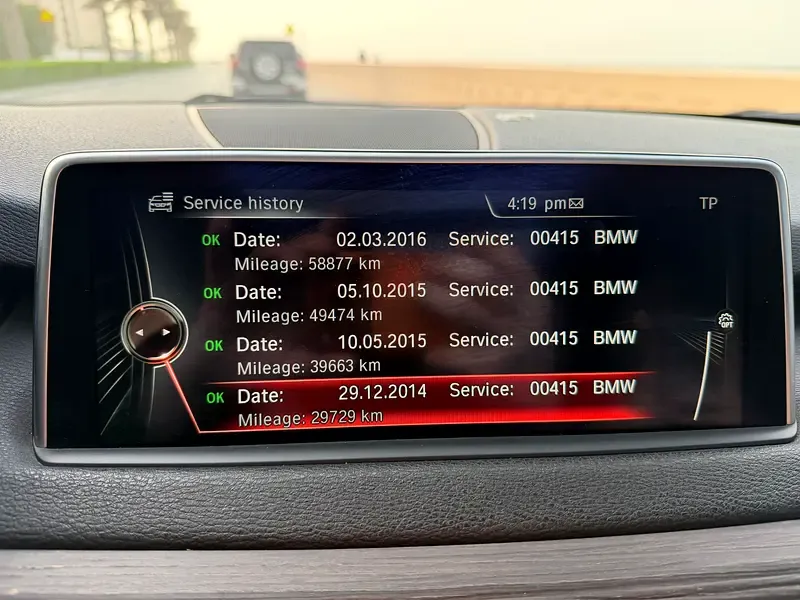 Service history 4:19 pm TP
OK Date: 02.03.2016 Service: 00415 BMW
Mileage: 58877 km
OK Date: 05.10.2015 Service: 00415 BMW
Mileage: 49474 km
OPT
OK Date: 10.05.2015 Service: 00415 BMW
Mileage: 39663 km
OK Date: 29.12.2014 Service: 00415 BMW
Mileage: 29729 km